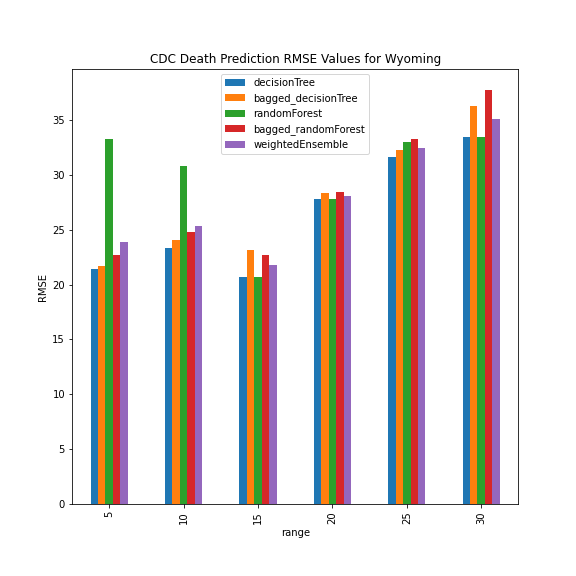 CDC Death Prediction RMSE Values for Wyoming
decisionTree
bagged_decisionTree
randomForest
bagged_randomForest
weightedEnsemble
RMSE
35
30
25
20
15
10
5
0
5 10 15 20 25 30
range